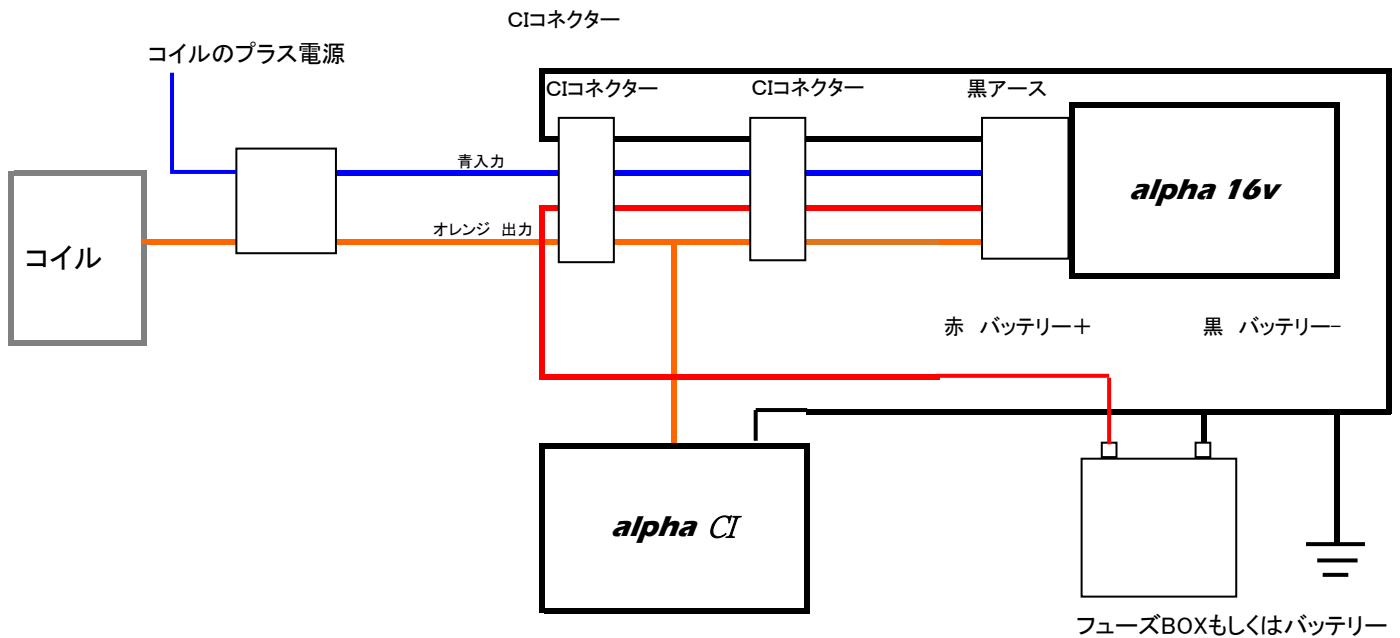 CIコネクター
コイルのプラス電源
CIコネクター
CIコネクター
黒アース
青入力
alpha 16v
オレンジ 出力
コイル
赤 バッテリー＋
黒 バッテリー－
alpha CI
フューズBOXもしくはバッテリー